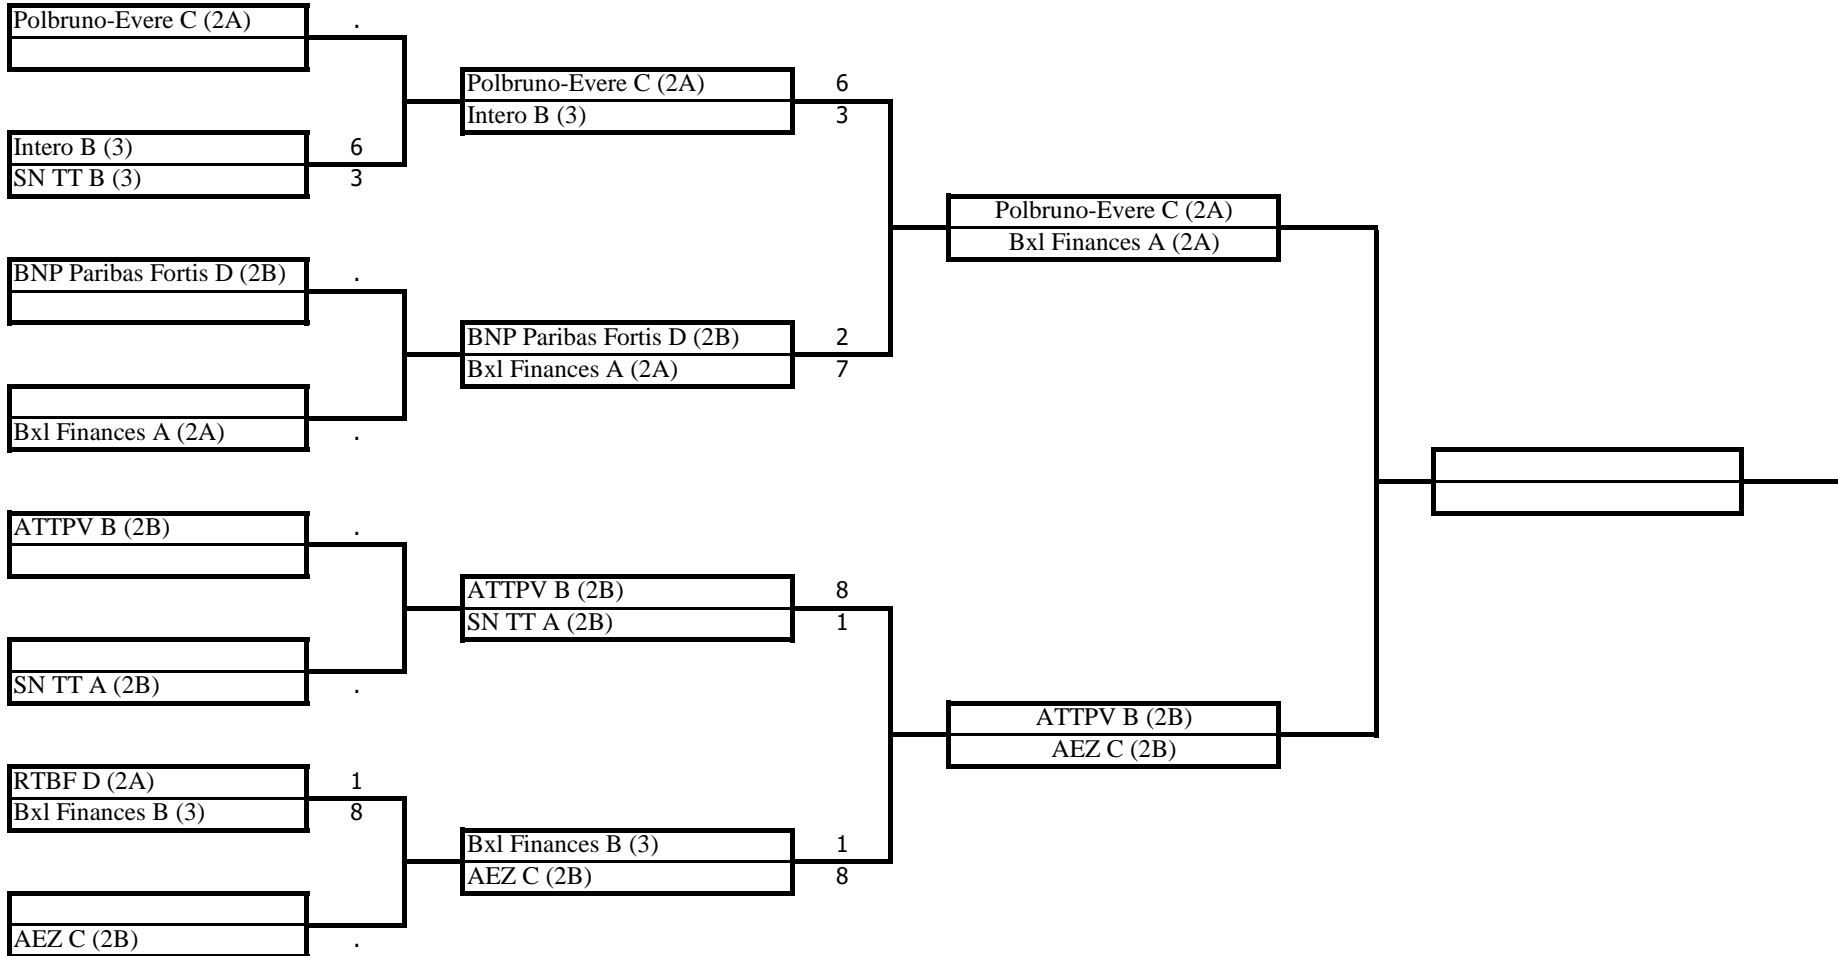 Polbruno-Evere C (2A) .
Polbruno-Evere C (2A) 6
Intero B (3) 3
Intero B (3) 6
SN TT B (3) 3
Polbruno-Evere C (2A)
Bxl Finances A (2A)
BNP Paribas Fortis D (2B) .
BNP Paribas Fortis D (2B) 2
Bxl Finances A (2A) 7
Bxl Finances A (2A) .
ATTPV B (2B) .
ATTPV B (2B) 8
SN TT A (2B) 1
SN TT A (2B) .
ATTPV B (2B)
AEZ C (2B)
RTBF D (2A) 1
Bxl Finances B (3) 8
Bxl Finances B (3) 1
AEZ C (2B) 8
AEZ C (2B) .